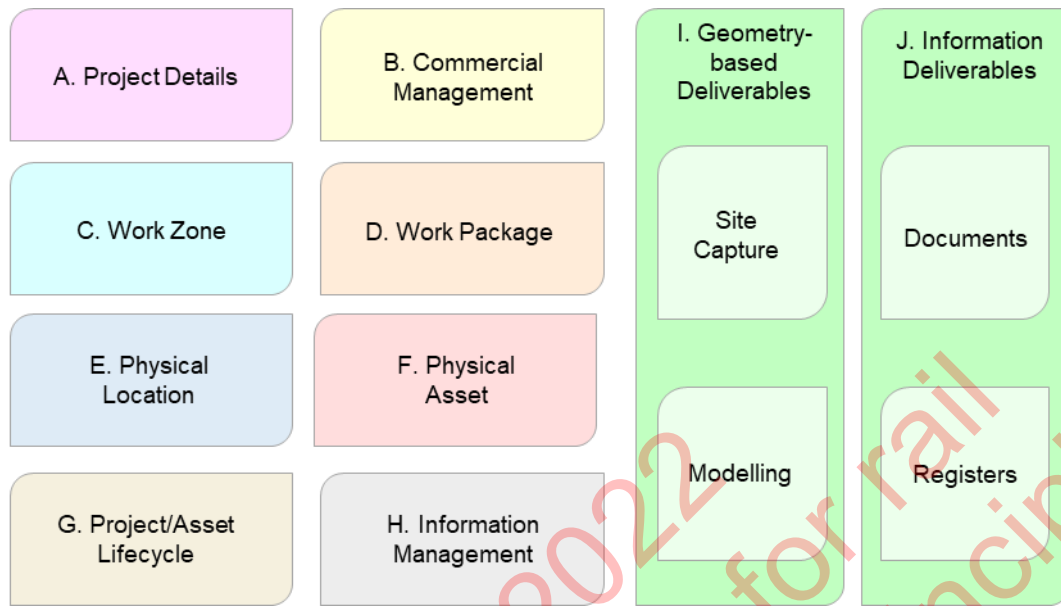 A. Project Details
B. Commercial
Management
C. Work Zone
D. Work Package
E. Physical
Location
F. Physical
Asset
G. Project/Asset
Lifecycle
H. Information
Management
I. Geometry-
based
Deliverables
Site
Capture
Modelling
J. Information
Deliverables
Documents
Registers
2022
for rail